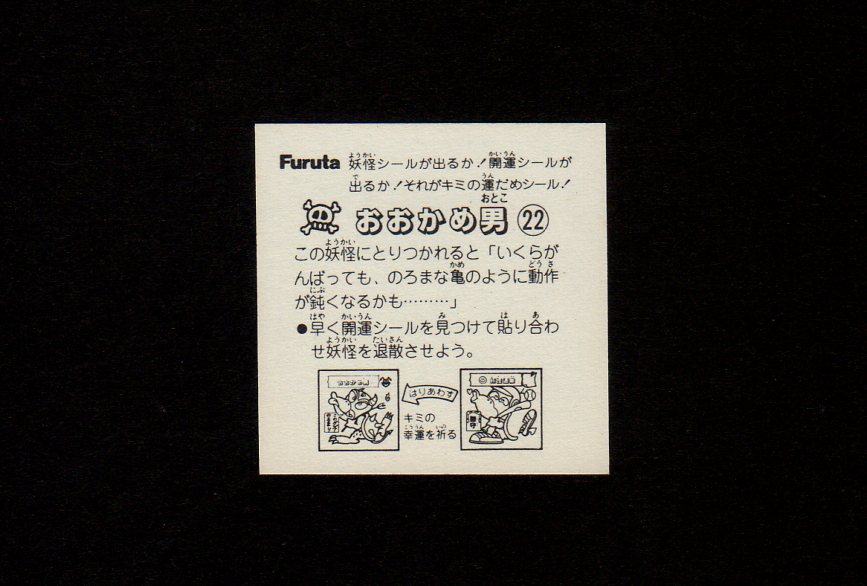 Furuta 妖怪シールが出るか！開運シールが
出るか！それがキミの運だめシール！
おおかめ男 22
この妖怪にとりつかれると「いくらが
んばっても、のろまな亀のように動作
が鈍くなるかも………」
●早く開運シールを見つけて貼り合わ
せ妖怪を退散させよう。
はりあわす
キミの
幸運を祈る